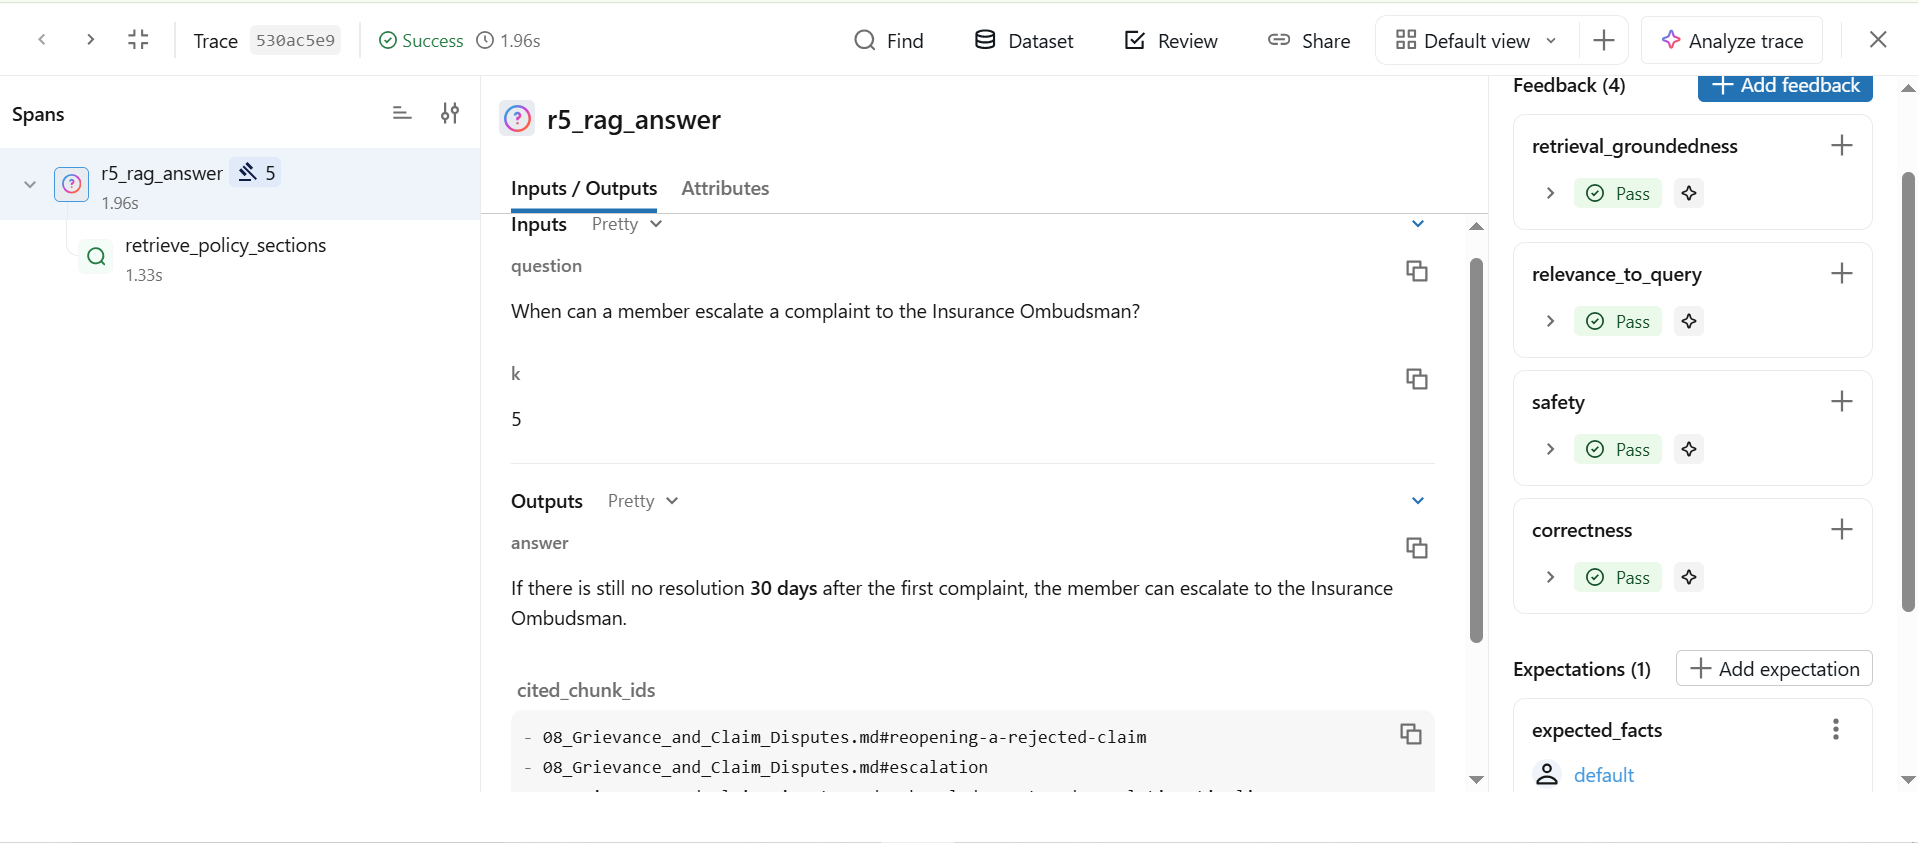 Trace 530ac5e9 Success 1.96s Find Dataset Review Share Default view Analyze trace
Spans
r5_rag_answer 5
1.96s
retrieve_policy_sections
1.33s
r5_rag_answer
Inputs / Outputs Attributes
Inputs Pretty
question
When can a member escalate a complaint to the Insurance Ombudsman?
k
5
Outputs Pretty
answer
If there is still no resolution 30 days after the first complaint, the member can escalate to the Insurance
Ombudsman.
cited_chunk_ids
- 08_Grievance_and_Claim_Disputes.md#reopening-a-rejected-claim
- 08_Grievance_and_Claim_Disputes.md#escalation
Feedback (4) Add feedback
retrieval_groundedness
Pass
relevance_to_query
Pass
safety
Pass
correctness
Pass
Expectations (1) Add expectation
expected_facts
default